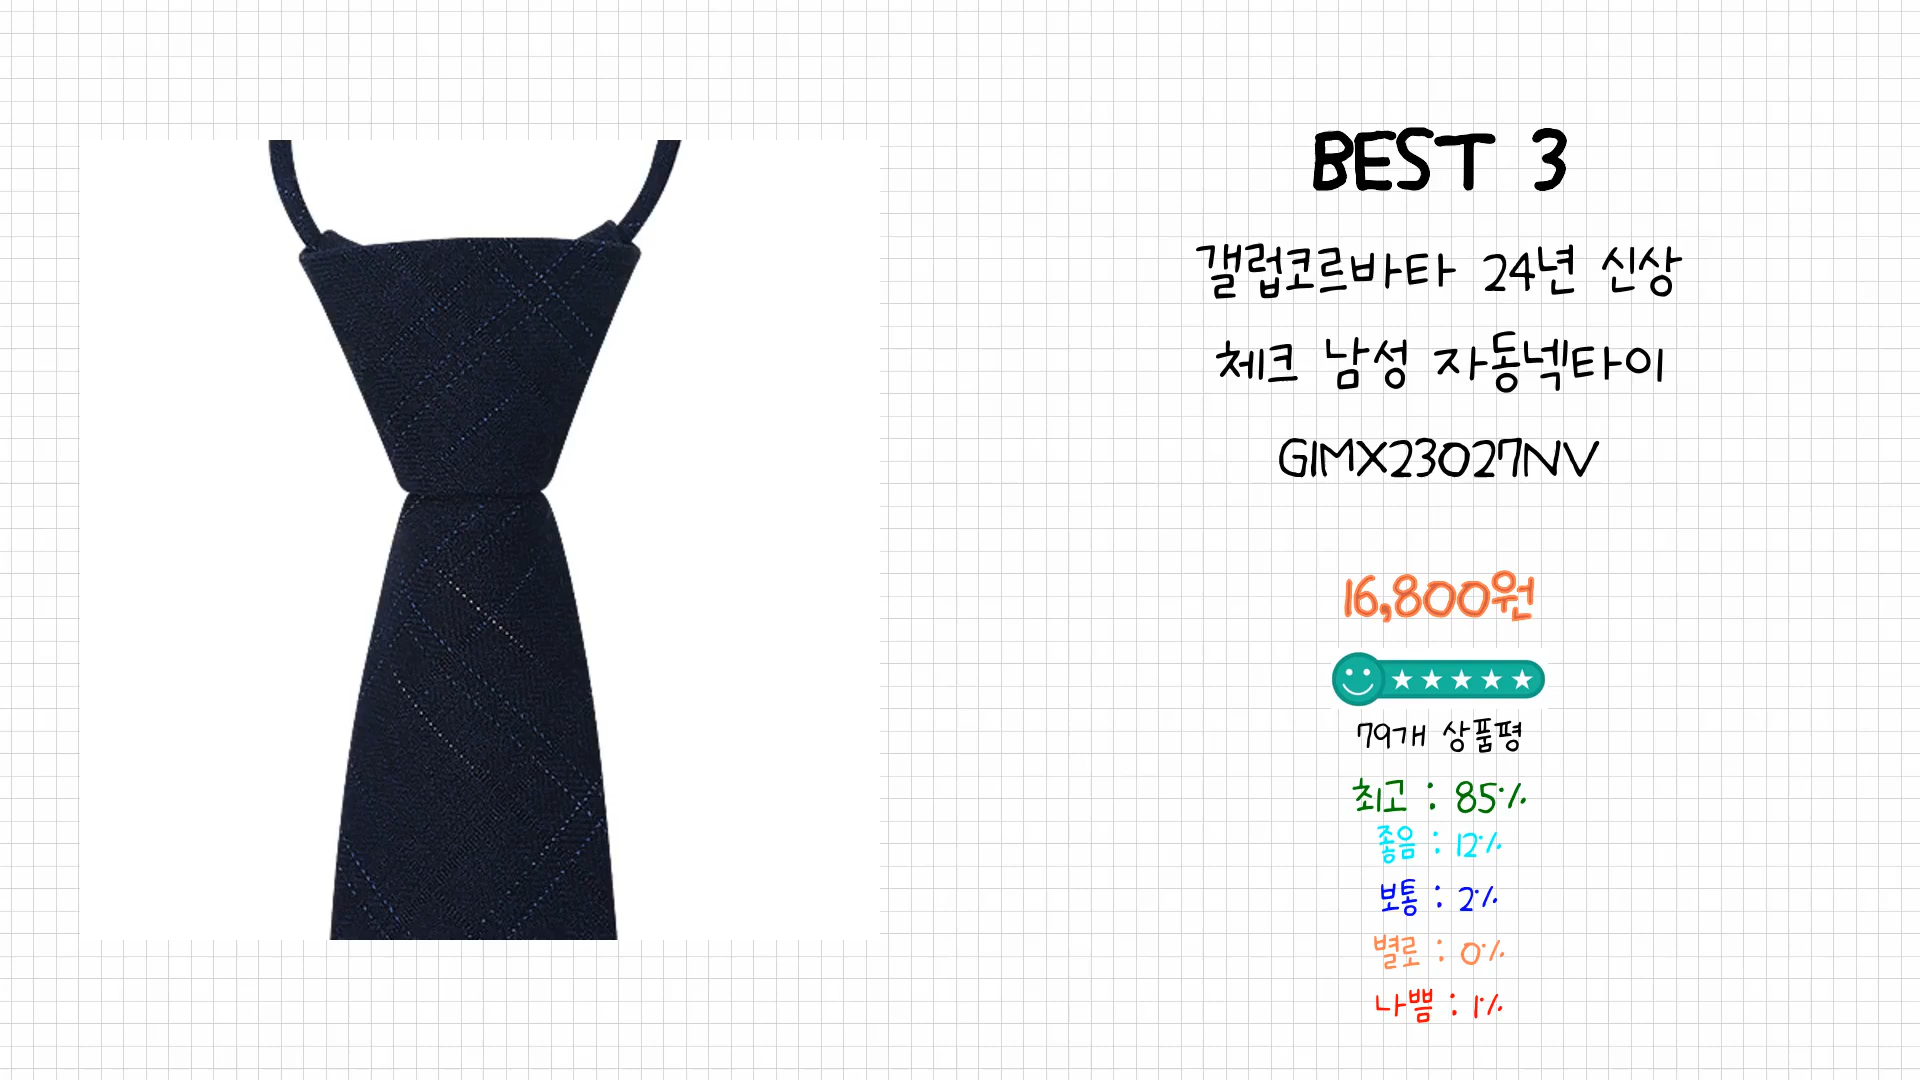 BEST 3
갤럽코르바타 24년 신상
체크 남성 자동넥타이
GIMX23027NV
16,800원
79개 상품평
최고 : 85%
좋음 : 12%
보통 : 2%
별로 : 0%
나쁨 : 1%